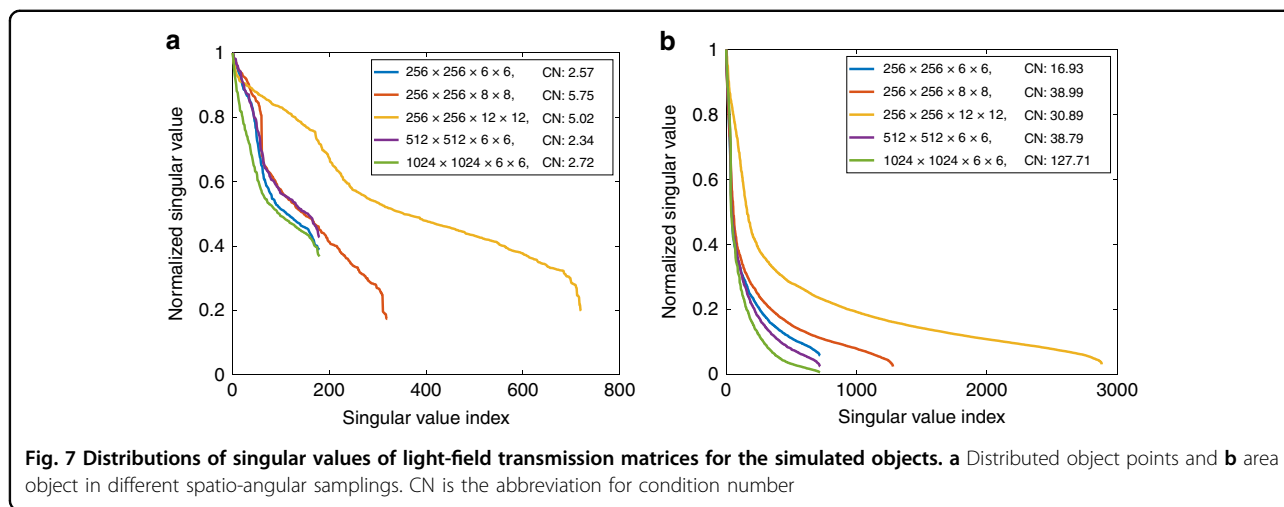 a
1
0.8
0.6
0.4
0.2
0
0 200 400 600 800
Normalized singular value
Singular value index
256 × 256 × 6 × 6, CN: 2.57
256 × 256 × 8 × 8, CN: 5.75
256 × 256 × 12 × 12, CN: 5.02
512 × 512 × 6 × 6, CN: 2.34
1024 × 1024 × 6 × 6, CN: 2.72
b
1
0.8
0.6
0.4
0.2
0
0 1000 2000 3000
Normalized singular value
Singular value index
256 × 256 × 6 × 6, CN: 16.93
256 × 256 × 8 × 8, CN: 38.99
256 × 256 × 12 × 12, CN: 30.89
512 × 512 × 6 × 6, CN: 38.79
1024 × 1024 × 6 × 6, CN: 127.71
Fig. 7 Distributions of singular values of light-field transmission matrices for the simulated objects. a Distributed object points and b area
object in different spatio-angular samplings. CN is the abbreviation for condition number